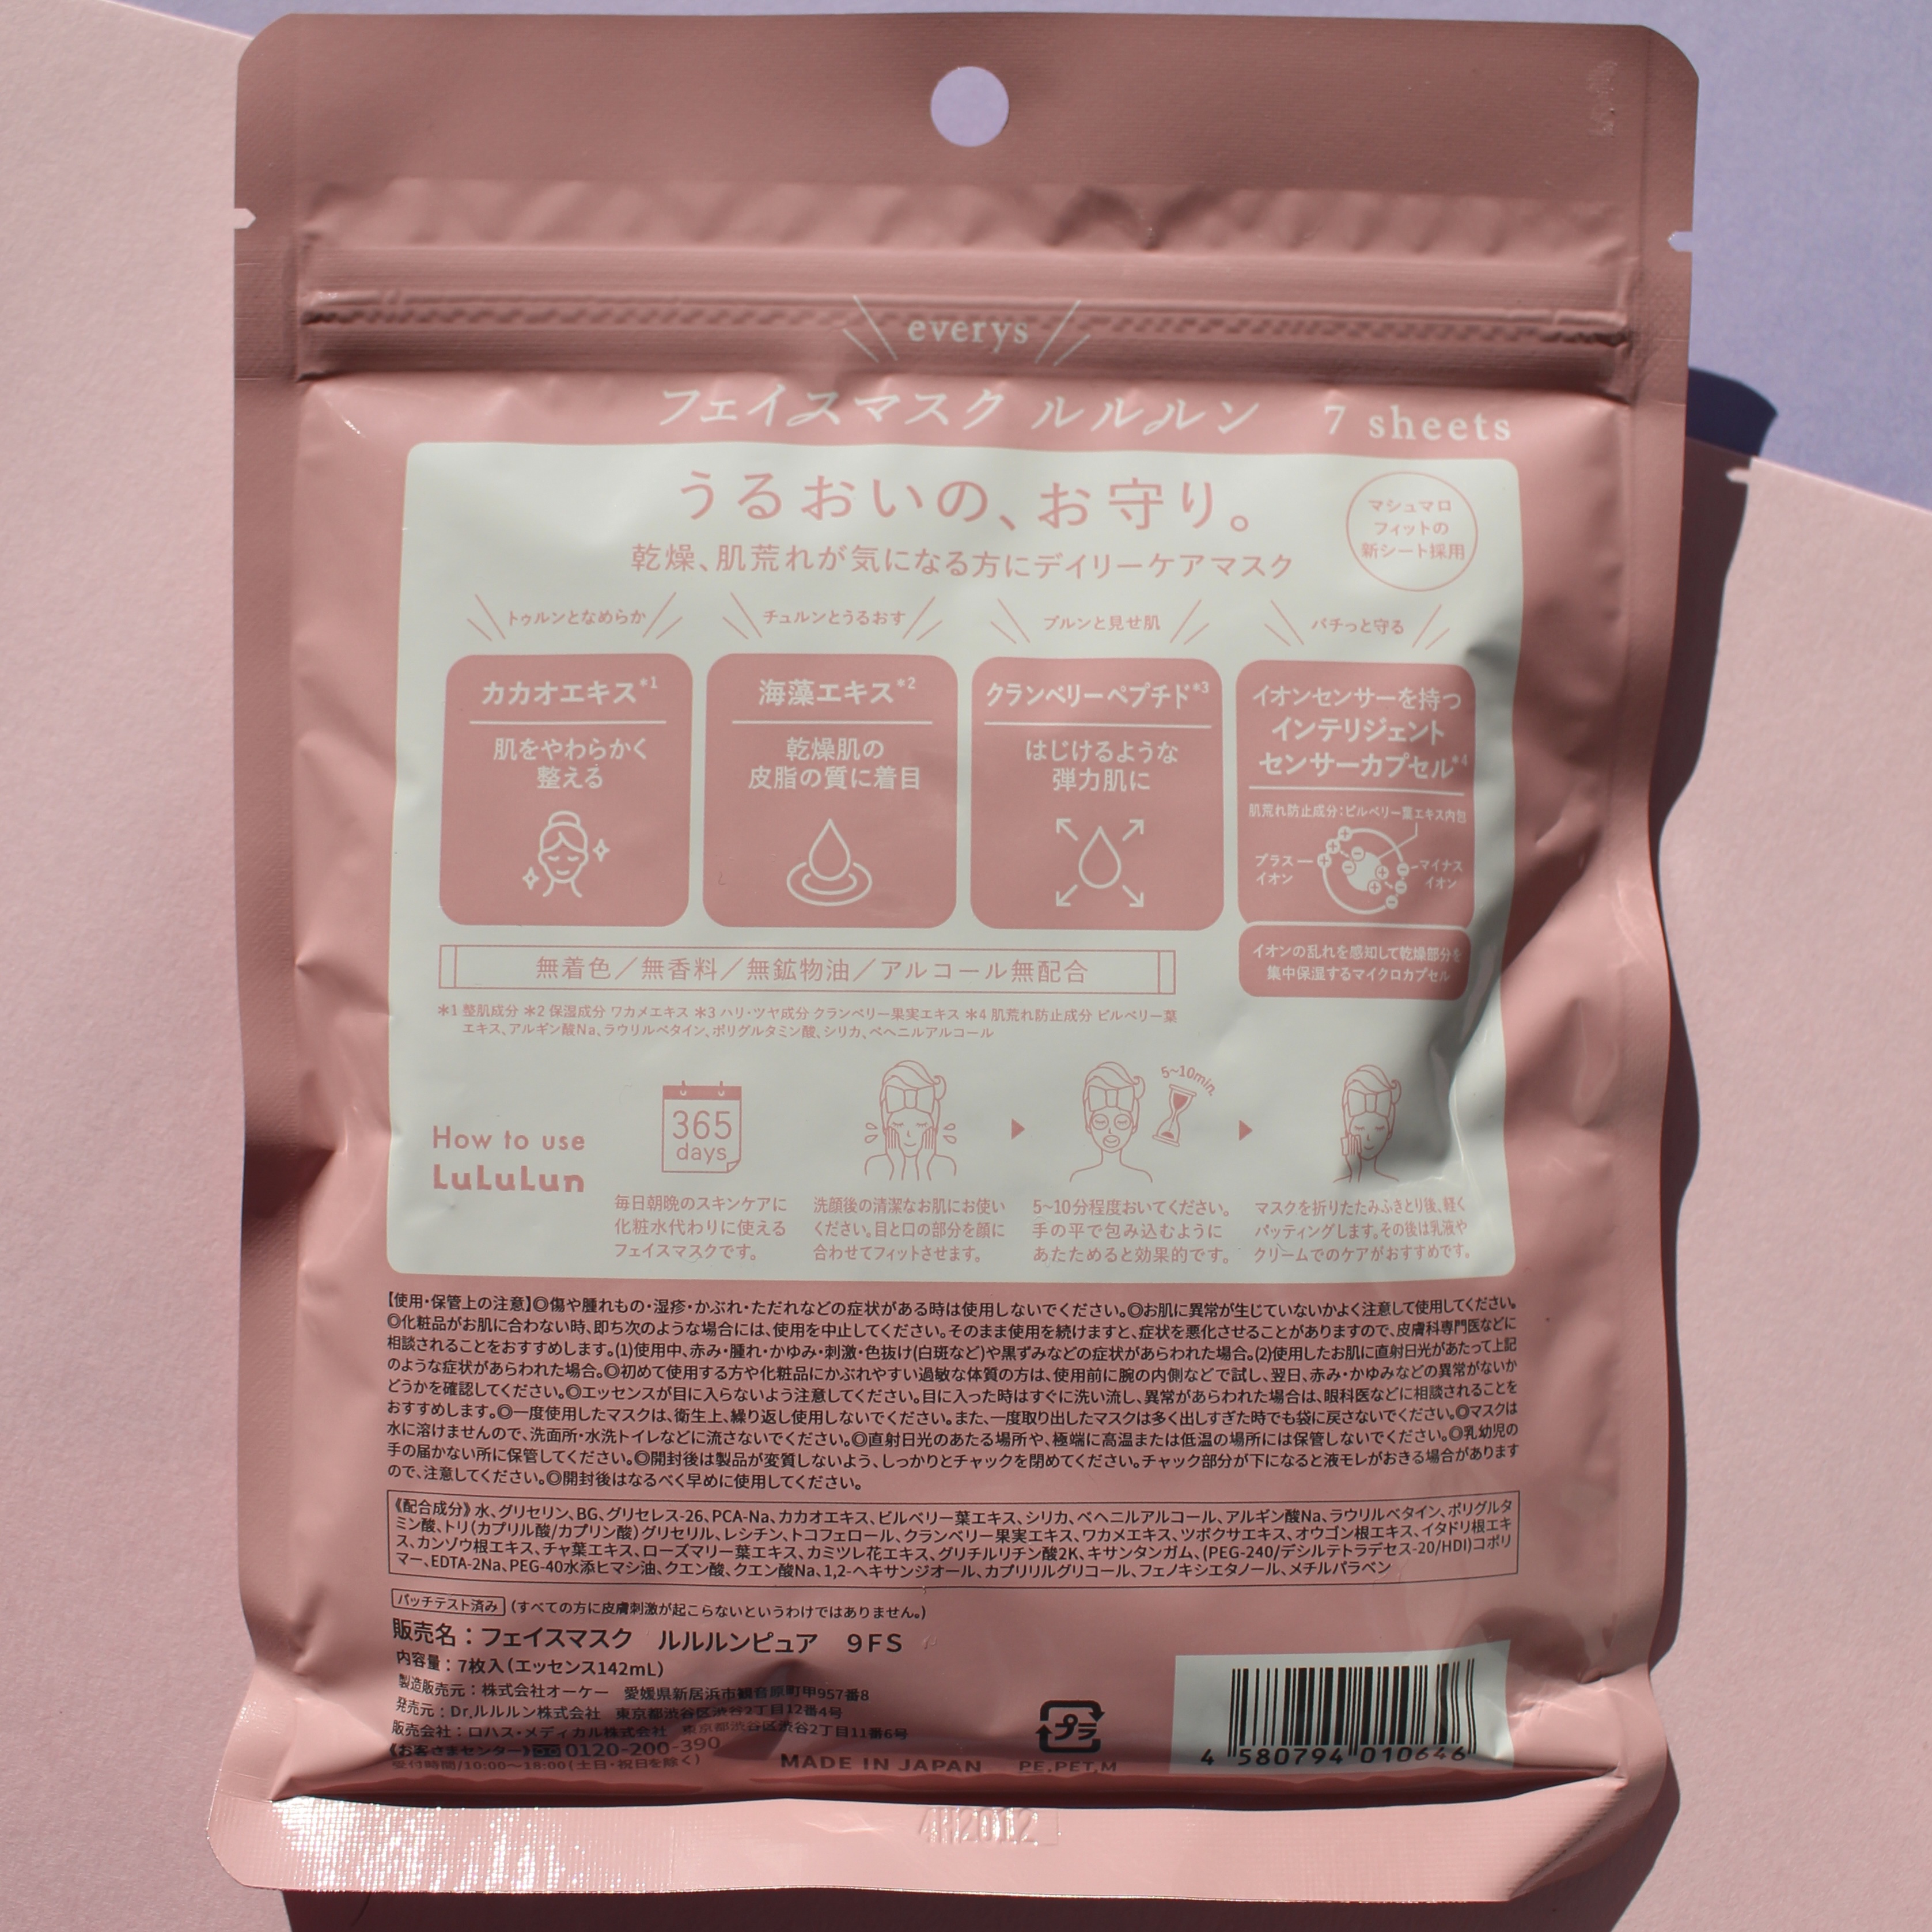 everys
フェイスマスク ルルルン 7 sheets
うるおいの、お守り。
乾燥、肌荒れが気になる方にデイリーケアマスク
マシュマロ
フィットの
新シート採用
トゥルンとなめらか
カカオエキス*1
肌をやわらかく
整える
チュルンとうるおす
海藻エキス*2
乾燥肌の
皮脂の質に着目
プルンと見せ肌
クランベリーペプチド*3
はじけるような
弾力肌に
バチっと守る
イオンセンサーを持つ
インテリジェント
センサーカプセル*4
肌荒れ防止成分：ビルベリー葉エキス内包
プラス
イオン
マイナス
イオン
イオンの乱れを感知して乾燥部分を
集中保湿するマイクロカプセル
無着色／無香料／無鉱物油／アルコール無配合
*1 整肌成分 *2 保湿成分 ワカメエキス *3 ハリ・ツヤ成分 クランベリー果実エキス *4 肌荒れ防止成分 ビルベリー葉
エキス、アルギン酸Na、ラウリルベタイン、ポリグルタミン酸、シリカ、ベヘニルアルコール
How to use
LuLuLun
365
days
毎日朝晩のスキンケアに
化粧水代わりに使える
フェイスマスクです。
洗顔後の清潔なお肌にお使い
ください。目と口の部分を顔に
合わせてフィットさせます。
5~10min.
5~10分程度おいてください。
手の平で包み込むように
あたためると効果的です。
マスクを折りたたみふきとり後、軽く
パッティングします。その後は乳液や
クリームでのケアがおすすめです。
【使用・保管上の注意】◎傷や腫れもの・湿疹・かぶれ・ただれなどの症状がある時は使用しないでください。◎お肌に異常が生じていないかよく注意して使用してください。
◎化粧品がお肌に合わない時、即ち次のような場合には、使用を中止してください。そのまま使用を続けますと、症状を悪化させることがありますので、皮膚科専門医などに
相談されることをおすすめします。(1)使用中、赤み・腫れ・かゆみ・刺激・色抜け(白斑など)や黒ずみなどの症状があらわれた場合。(2)使用したお肌に直射日光があたって上記
のような症状があらわれた場合。◎初めて使用する方や化粧品にかぶれやすい過敏な体質の方は、使用前に腕の内側などで試し、翌日、赤み・かゆみなどの異常がないか
どうかを確認してください。◎エッセンスが目に入らないよう注意してください。目に入った時はすぐに洗い流し、異常があらわれた場合は、眼科医などに相談されることを
おすすめします。◎一度使用したマスクは、衛生上、繰り返し使用しないでください。また、一度取り出したマスクは多く出しすぎた時でも袋に戻さないでください。◎マスクは
水に溶けませんので、洗面所・水洗トイレなどに流さないでください。◎直射日光のあたる場所や、極端に高温または低温の場所には保管しないでください。◎乳幼児の
手の届かない所に保管してください。◎開封後は製品が変質しないよう、しっかりとチャックを閉めてください。チャック部分が下になると液モレがおきる場合があります
ので、注意してください。◎開封後はなるべく早めに使用してください。
《配合成分》水、グリセリン、BG、グリセレス-26、PCA-Na、カカオエキス、ビルベリー葉エキス、シリカ、ベヘニルアルコール、アルギン酸Na、ラウリルベタイン、ポリグルタ
ミン酸、トリ(カプリル酸/カプリン酸)グリセリル、レシチン、トコフェロール、クランベリー果実エキス、ワカメエキス、ツボクサエキス、オウゴン根エキス、イタドリ根エキ
ス、カンゾウ根エキス、チャ葉エキス、ローズマリー葉エキス、カミツレ花エキス、グリチルリチン酸2K、キサンタンガム、(PEG-240/デシルテトラデセス-20/HDI)コポリ
マー、EDTA-2Na、PEG-40水添ヒマシ油、クエン酸、クエン酸Na、1,2-ヘキサンジオール、カプリリルグリコール、フェノキシエタノール、メチルパラベン
パッチテスト済み (すべての方に皮膚刺激が起こらないというわけではありません。)
販売名：フェイスマスク ルルルンピュア 9FS
内容量：7枚入(エッセンス142mL)
製造販売元：株式会社オーケー 愛媛県新居浜市観音原町甲957番8
発売元：Dr.ルルルン株式会社 東京都渋谷区渋谷2丁目12番4号
販売会社：ロハス・メディカル株式会社 東京都渋谷区渋谷2丁目11番6号
《お客さまセンター》0120-200-390
受付時間/10:00〜18:00(土日・祝日を除く)
MADE IN JAPAN
プラ
PE,PET,M
4 580794 010646